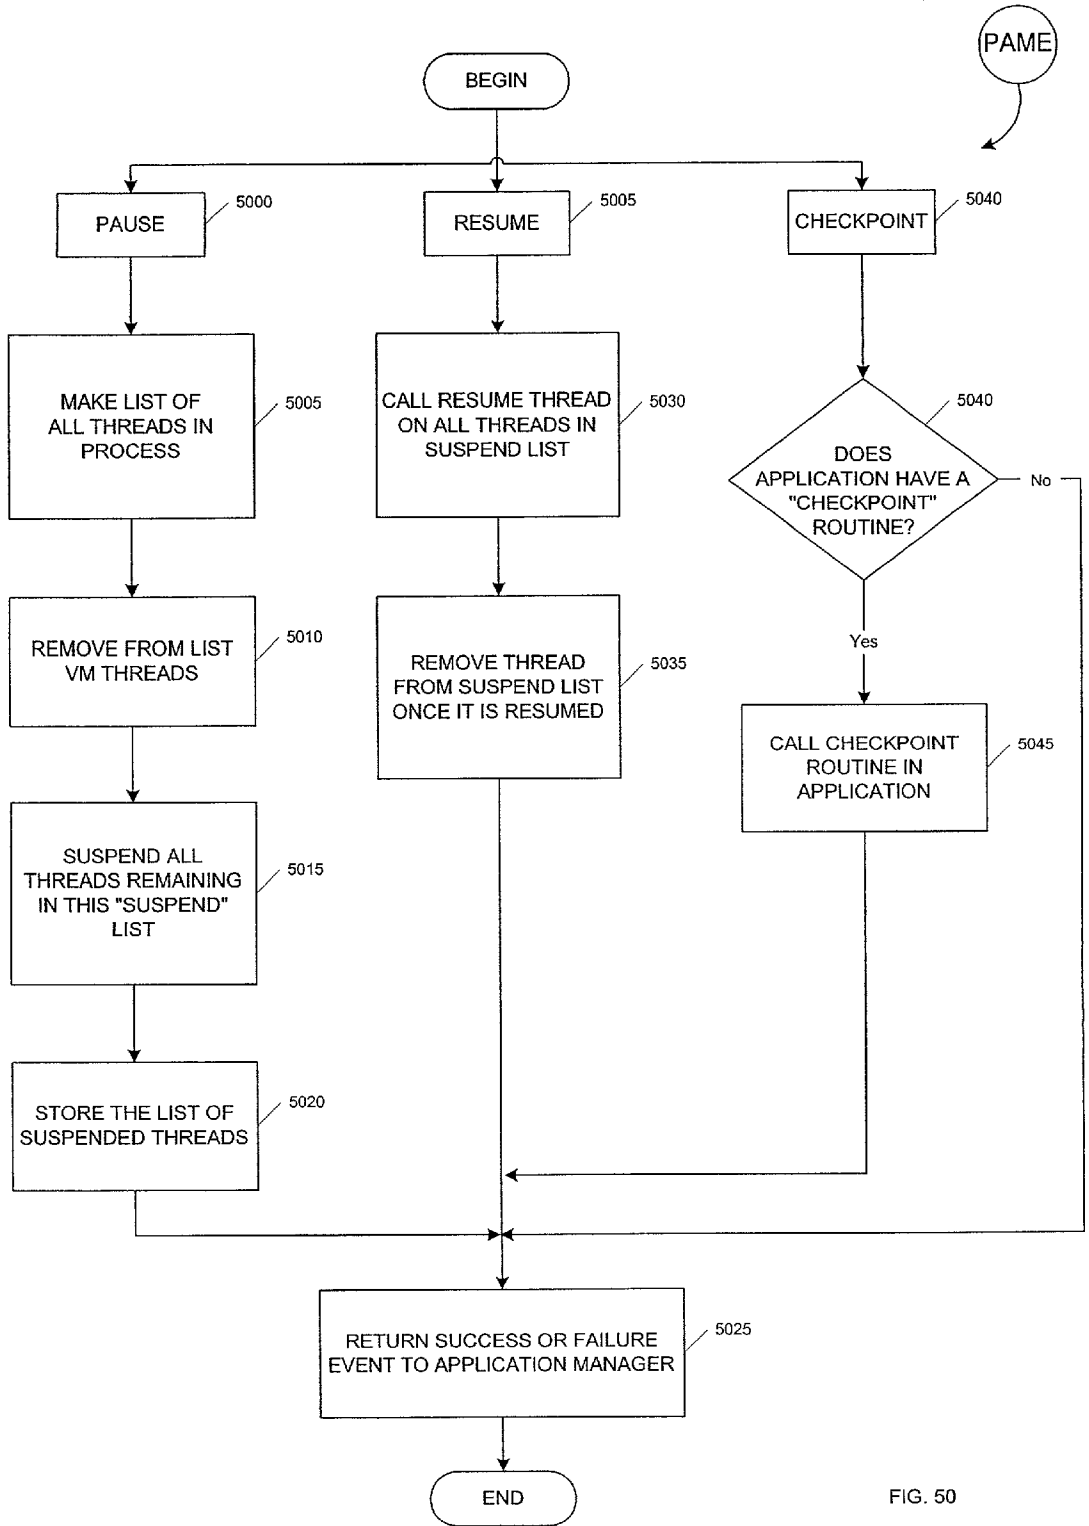 PAME
BEGIN
PAUSE
5000
RESUME
5005
CHECKPOINT
5040
MAKE LIST OF
ALL THREADS IN
PROCESS
5005
CALL RESUME THREAD
ON ALL THREADS IN
SUSPEND LIST
5030
DOES
APPLICATION HAVE A
"CHECKPOINT"
ROUTINE?
5040
No
Yes
REMOVE FROM LIST
VM THREADS
5010
REMOVE THREAD
FROM SUSPEND LIST
ONCE IT IS RESUMED
5035
CALL CHECKPOINT
ROUTINE IN
APPLICATION
5045
SUSPEND ALL
THREADS REMAINING
IN THIS "SUSPEND"
LIST
5015
STORE THE LIST OF
SUSPENDED THREADS
5020
RETURN SUCCESS OR FAILURE
EVENT TO APPLICATION MANAGER
5025
END
FIG. 50